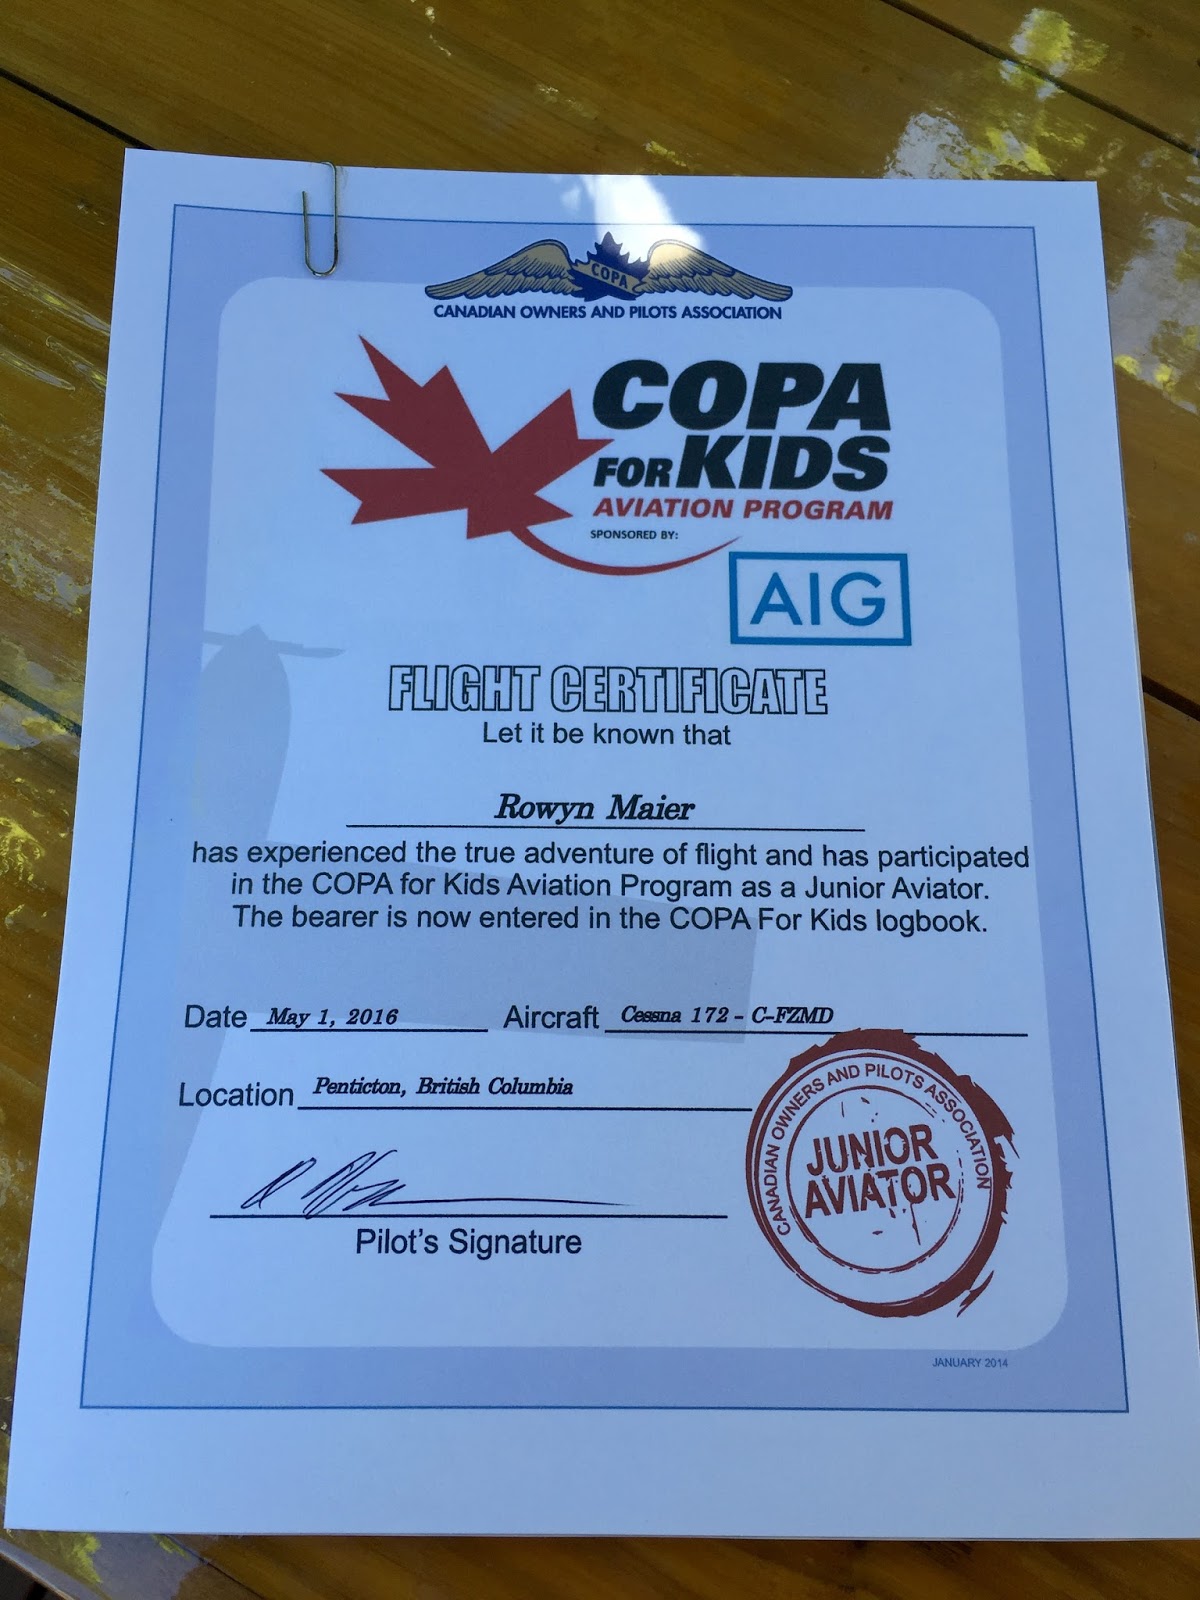 COPA
CANADIAN OWNERS AND PILOTS ASSOCIATION
COPA
FOR KIDS
AVIATION PROGRAM
SPONSORED BY:
AIG
FLIGHT CERTIFICATE
Let it be known that
Rowyn Maier
has experienced the true adventure of flight and has participated
in the COPA for Kids Aviation Program as a Junior Aviator.
The bearer is now entered in the COPA For Kids logbook.
Date May 1, 2016 Aircraft Cessna 172 - C-FZMD
Location Penticton, British Columbia
Pilot's Signature
CANADIAN OWNERS AND PILOTS ASSOCIATION
JUNIOR
AVIATOR
JANUARY 2014